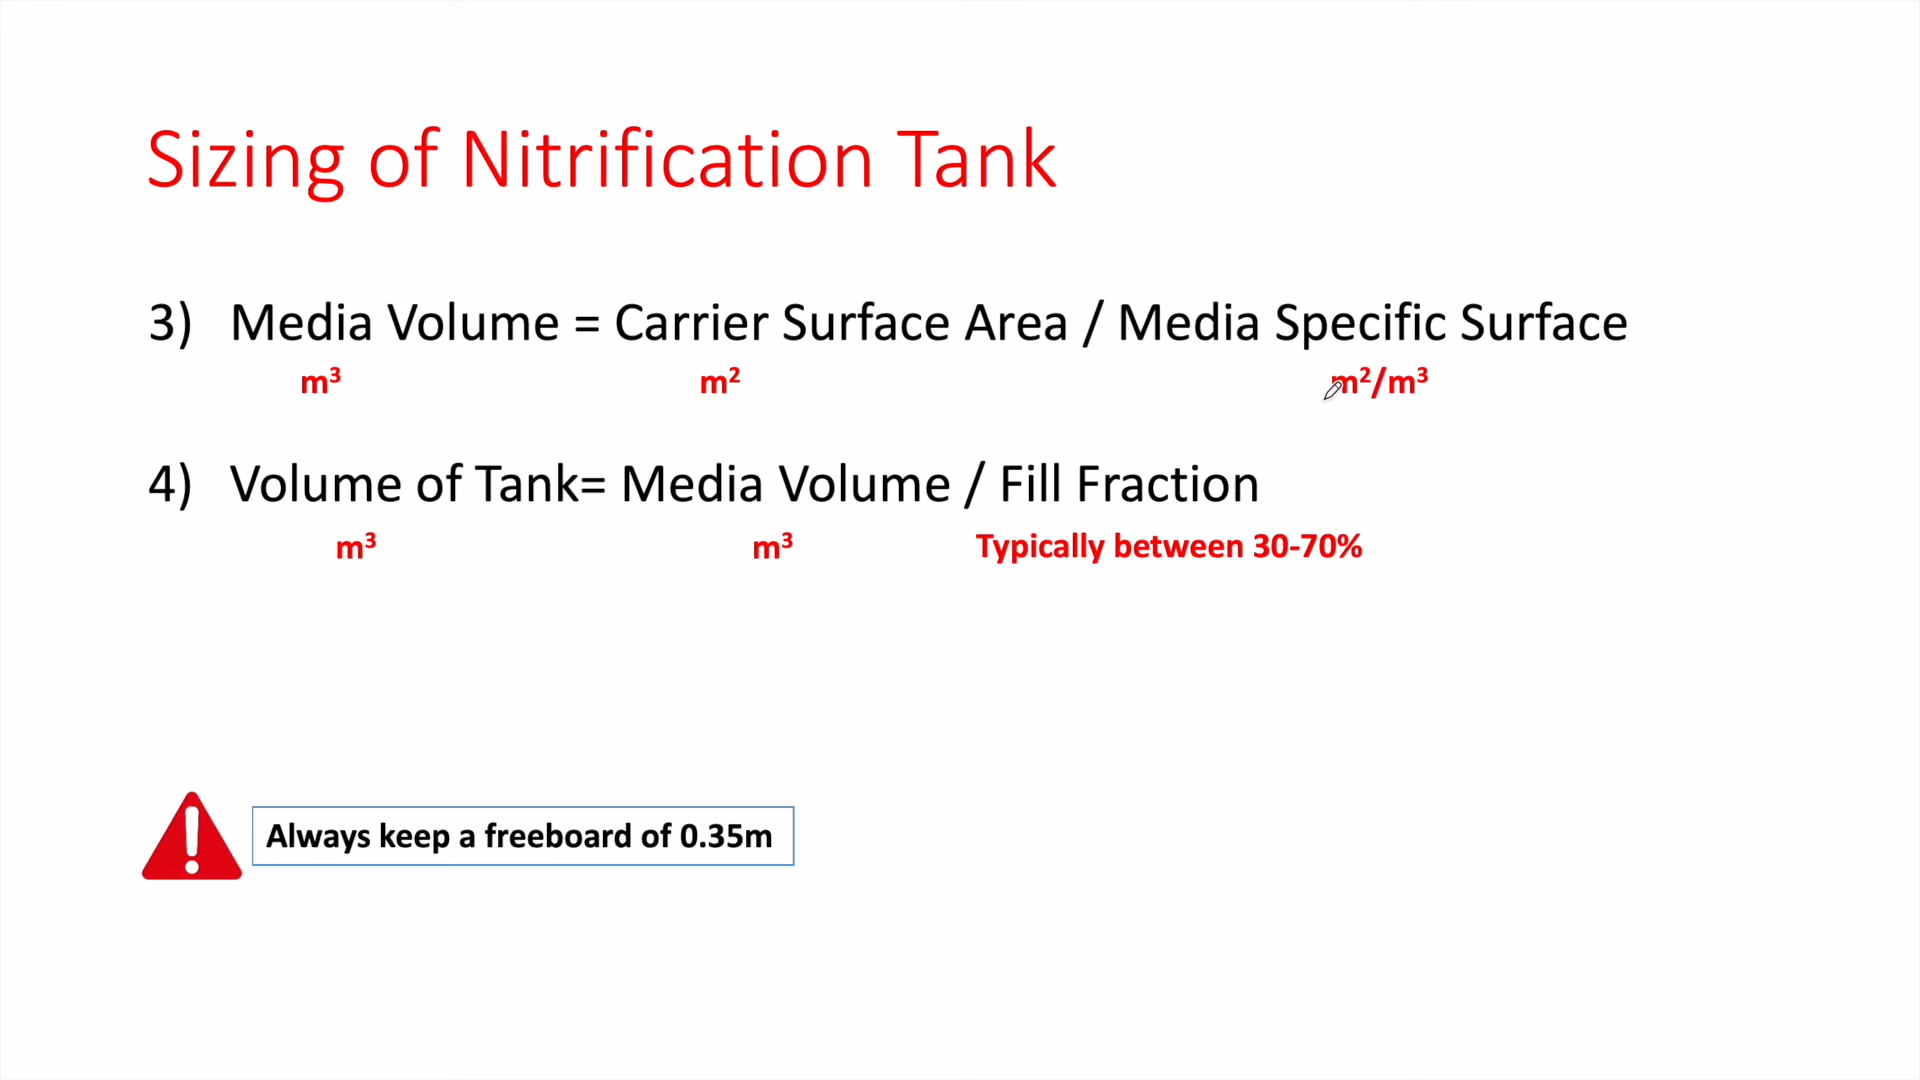 Sizing of Nitrification Tank
3) Media Volume = Carrier Surface Area / Media Specific Surface
m³ m² m²/m³
4) Volume of Tank= Media Volume / Fill Fraction
m³ m³ Typically between 30-70%
Always keep a freeboard of 0.35m